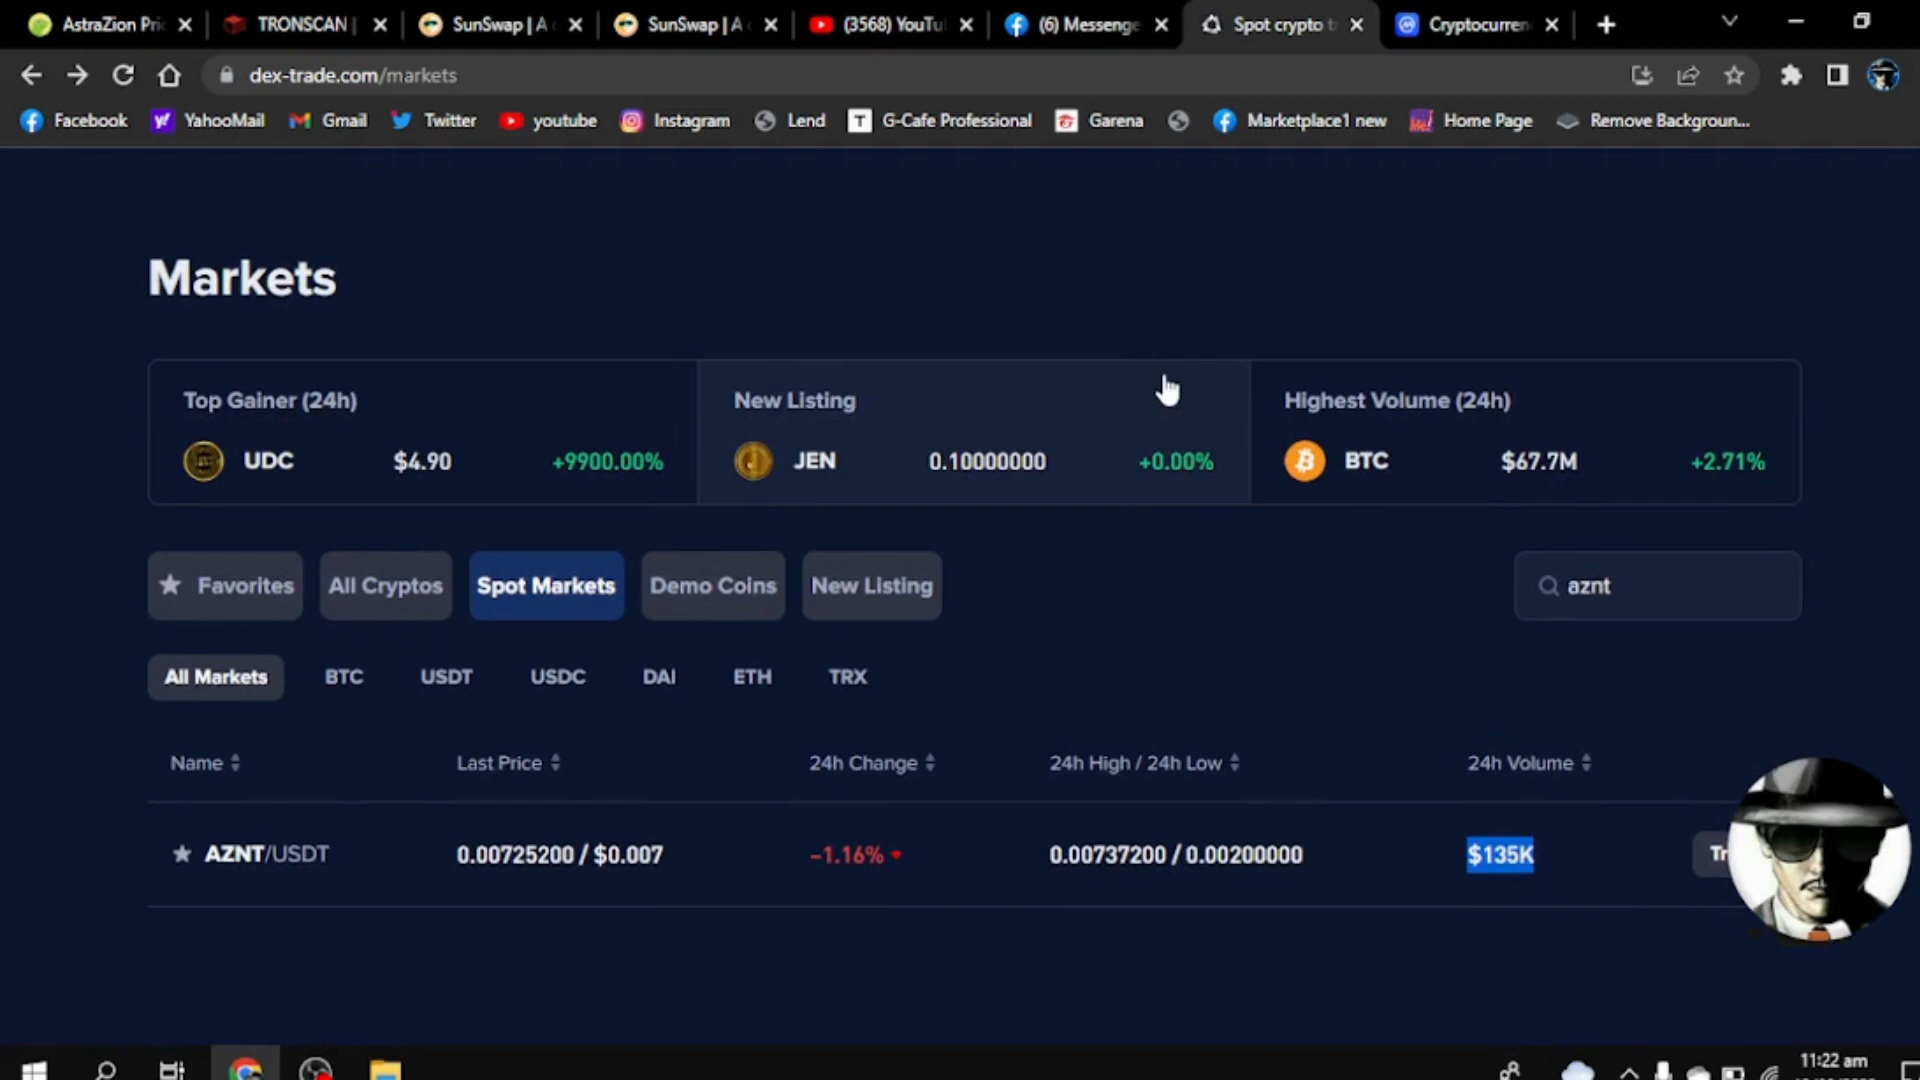 AstraZion Pri
TRONSCAN |
SunSwap | A
SunSwap | A
(3568) YouTu
(6) Messenge
Spot crypto t
Cryptocurren
dex-trade.com/markets
Facebook YahooMail Gmail Twitter youtube Instagram Lend G-Cafe Professional Garena Marketplace1 new Home Page Remove Backgroun...
Markets
Top Gainer (24h) New Listing Highest Volume (24h)
UDC $4.90 +9900.00% JEN 0.10000000 +0.00% BTC $67.7M +2.71%
Favorites All Cryptos Spot Markets Demo Coins New Listing aznt
All Markets BTC USDT USDC DAI ETH TRX
Name Last Price 24h Change 24h High / 24h Low 24h Volume
AZNT/USDT 0.00725200 / $0.007 −1.16% 0.00737200 / 0.00200000 $135K Tr
11:22 am